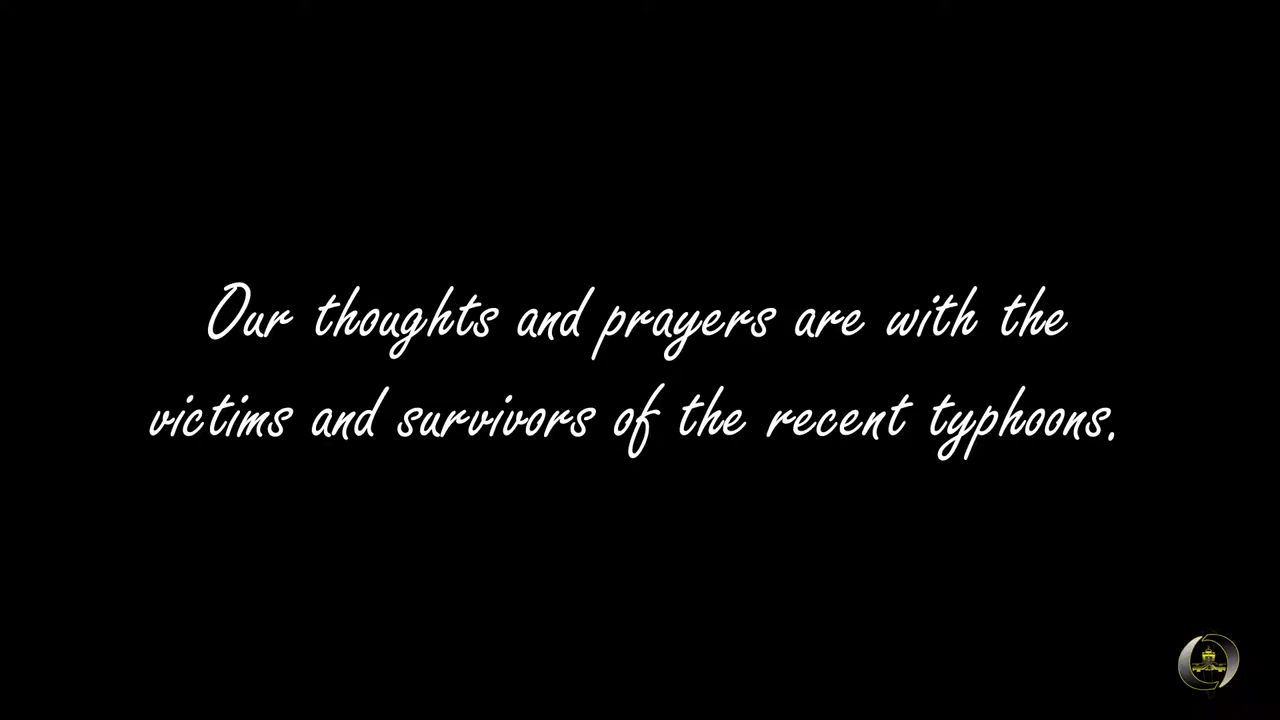 Our thoughts and prayers are with the
victims and survivors of the recent typhoons.